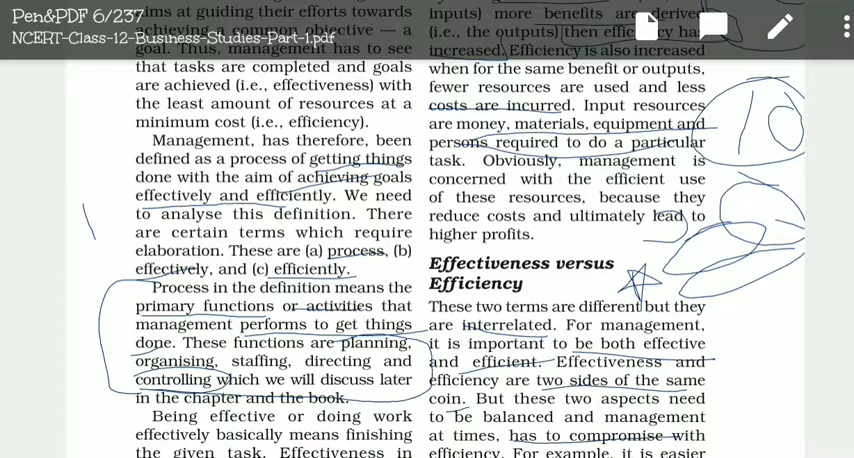 Pen&PDF 6/237
NCERT-Class-12-Business-Studies-Part-1.pdf
aims at guiding their efforts towards
achieving a common objective — a
goal. Thus, management has to see
that tasks are completed and goals
are achieved (i.e., effectiveness) with
the least amount of resources at a
minimum cost (i.e., efficiency).
Management, has therefore, been
defined as a process of getting things
done with the aim of achieving goals
effectively and efficiently. We need
to analyse this definition. There
are certain terms which require
elaboration. These are (a) process, (b)
effectively, and (c) efficiently.
Process in the definition means the
primary functions or activities that
management performs to get things
done. These functions are planning,
organising, staffing, directing and
controlling which we will discuss later
in the chapter and the book.
Being effective or doing work
effectively basically means finishing
the given task. Effectiveness in
inputs) more benefits are derived
(i.e., the outputs) then efficiency has
increased. Efficiency is also increased
when for the same benefit or outputs,
fewer resources are used and less
costs are incurred. Input resources
are money, materials, equipment and
persons required to do a particular
task. Obviously, management is
concerned with the efficient use
of these resources, because they
reduce costs and ultimately lead to
higher profits.
Effectiveness versus
Efficiency
These two terms are different but they
are interrelated. For management,
it is important to be both effective
and efficient. Effectiveness and
efficiency are two sides of the same
coin. But these two aspects need
to be balanced and management
at times, has to compromise with
efficiency. For example, it is easier
10